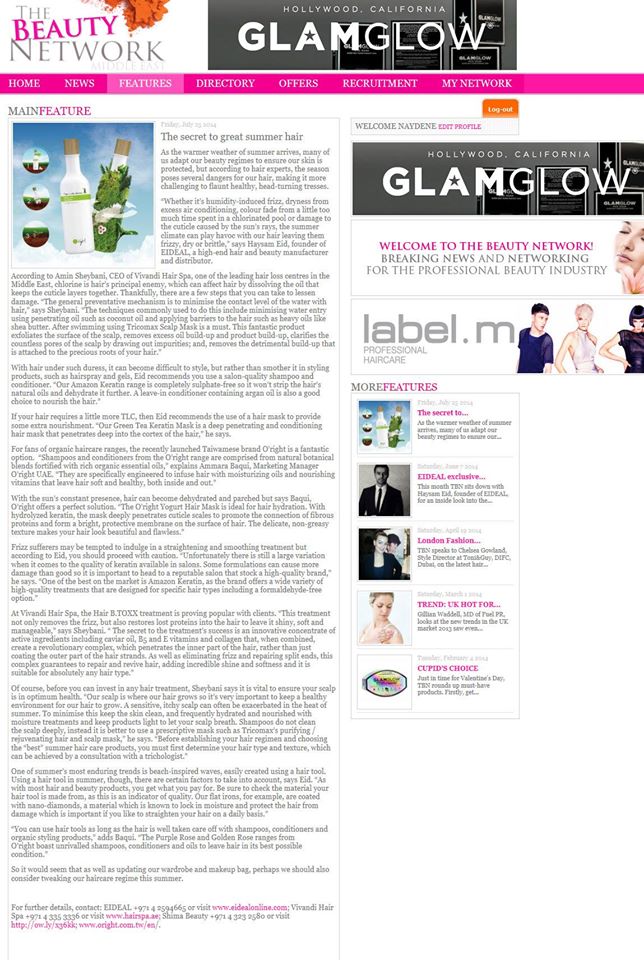 THE
BEAUTY
NETWORK
MIDDLE EAST
HOLLYWOOD, CALIFORNIA
GLAMGLOW
HOME NEWS FEATURES DIRECTORY OFFERS RECRUITMENT MY NETWORK
MAINFEATURE
Friday, July 25 2014
The secret to great summer hair
As the warmer weather of summer arrives, many of
us adapt our beauty regimes to ensure our skin is
protected, but according to hair experts, the season
poses several dangers for our hair, making it more
challenging to flaunt healthy, head-turning tresses.
"Whether it's humidity-induced frizz, dryness from
excess air conditioning, colour fade from a little too
much time spent in a chlorinated pool or damage to
the cuticle caused by the sun's rays, the summer
climate can play havoc with our hair leaving them
frizzy, dry or brittle," says Haysam Eid, founder of
EIDEAL, a high-end hair and beauty manufacturer
and distributor.
According to Amin Sheybani, CEO of Vivandi Hair Spa, one of the leading hair loss centres in the
Middle East, chlorine is hair's principal enemy, which can affect hair by dissolving the oil that
keeps the cuticle layers together. Thankfully, there are a few steps that you can take to lessen
damage. "The general preventative mechanism is to minimise the contact level of the water with
hair," says Sheybani. "The techniques commonly used to do this include minimising water entry
using penetrating oil such as coconut oil and applying barriers to the hair such as heavy oils like
shea butter. After swimming using Tricomax Scalp Mask is a must. This fantastic product
exfoliates the surface of the scalp, removes excess oil build-up and product build-up, clarifies the
countless pores of the scalp by drawing out impurities; and, removes the detrimental build-up that
is attached to the precious roots of your hair."
With hair under such duress, it can become difficult to style, but rather than smother it in styling
products, such as hairspray and gels, Eid recommends you use a salon-quality shampoo and
conditioner. "Our Amazon Keratin range is completely sulphate-free so it won't strip the hair's
natural oils and dehydrate it further. A leave-in conditioner containing argan oil is also a good
choice to nourish the hair."
If your hair requires a little more TLC, then Eid recommends the use of a hair mask to provide
some extra nourishment. "Our Green Tea Keratin Mask is a deep penetrating and conditioning
hair mask that penetrates deep into the cortex of the hair," he says.
For fans of organic haircare ranges, the recently launched Taiwanese brand O'right is a fantastic
option. "Shampoos and conditioners from the O'right range are comprised from natural botanical
blends fortified with rich organic essential oils," explains Ammara Baqui, Marketing Manager
O'right UAE. "They are specifically engineered to infuse hair with moisturizing oils and nourishing
vitamins that leave hair soft and healthy, both inside and out."
With the sun's constant presence, hair can become dehydrated and parched but says Baqui,
O'right offers a perfect solution. "The O'right Yogurt Hair Mask is ideal for hair hydration. With
hydrolyzed keratin, the mask deeply penetrates cuticle scales to promote the connection of fibrous
proteins and form a bright, protective membrane on the surface of hair. The delicate, non-greasy
texture makes your hair look beautiful and flawless."
Frizz sufferers may be tempted to indulge in a straightening and smoothing treatment but
according to Eid, you should proceed with caution. "Unfortunately there is still a large variation
when it comes to the quality of keratin available in salons. Some formulations can cause more
damage than good so it is important to head to a reputable salon that stock a high-quality brand,"
he says. "One of the best on the market is Amazon Keratin, as the brand offers a wide variety of
high-quality treatments that are designed for specific hair types including a formaldehyde-free
option."
At Vivandi Hair Spa, the Hair B.TOXX treatment is proving popular with clients. "This treatment
not only removes the frizz, but also restores lost proteins into the hair to leave it shiny, soft and
manageable," says Sheybani. " The secret to the treatment's success is an innovative concentrate of
active ingredients including caviar oil, B5 and E vitamins and collagen that, when combined,
create a revolutionary complex, which penetrates the inner part of the hair, rather than just
coating the outer part of the hair strands. As well as eliminating frizz and repairing split ends, this
complex guarantees to repair and revive hair, adding incredible shine and softness and it is
suitable for absolutely any hair type."
Of course, before you can invest in any hair treatment, Sheybani says it is vital to ensure your scalp
is in optimum health. "Our scalp is where our hair grows so it's very important to keep a healthy
environment for our hair to grow. A sensitive, itchy scalp can often be exacerbated in the heat of
summer. To minimise this keep the skin clean, and frequently hydrated and nourished with
moisture treatments and keep products light to let your scalp breath. Shampoo do not clean
the scalp deeply, instead it is better to use a prescriptive mask such as Tricomax's purifying /
rejuvenating hair and scalp mask," he says. "Before establishing your hair regimen and choosing
the "best" summer hair care products, you must first determine your hair type and texture, which
can be achieved by a consultation with a trichologist."
One of summer's most enduring trends is beach-inspired waves, easily created using a hair tool.
Using a hair tool in summer, though, there are certain factors to take into account, says Eid. "As
with most hair and beauty products, you get what you pay for. Be sure to check the material your
hair tool is made from, as this is an indicator of quality. Our flat irons, for example, are coated
with nano-diamonds, a material which is known to lock in moisture and protect the hair from
damage which is important if you like to straighten your hair on a daily basis."
"You can use hair tools as long as the hair is well taken care off with shampoos, conditioners and
organic styling products," adds Baqui. "The Purple Rose and Golden Rose ranges from
O'right boast unrivalled shampoos, conditioners and oils to leave hair in its best possible
condition."
So it would seem that as well as updating our wardrobe and makeup bag, perhaps we should also
consider tweaking our haircare regime this summer.
For further details, contact: EIDEAL +971 4 2594665 or visit www.eidealonline.com; Vivandi Hair
Spa +971 4 335 3336 or visit www.hairspa.ae; Shima Beauty +971 4 323 2580 or visit
http://ow.ly/x36kk; www.oright.com.tw/en/.
Log-out
WELCOME NAYDENE EDIT PROFILE
HOLLYWOOD, CALIFORNIA
GLAMGLOW
WELCOME TO THE BEAUTY NETWORK!
BREAKING NEWS AND NETWORKING
FOR THE PROFESSIONAL BEAUTY INDUSTRY
label.m
PROFESSIONAL
HAIRCARE
MOREFEATURES
Friday, July 25 2014
The secret to...
As the warmer weather of summer
arrives, many of us adapt our beauty
regimes to ensure our...
Saturday, June 7 2014
EIDEAL exclusive...
This month TBN sits down with
Haysam Eid, founder of EIDEAL,
for an inside look into the...
Saturday, April 19 2014
London Fashion...
TBN speaks to Chelsea Gowland,
Style Director at Toni&Guy, DIFC,
Dubai, on the latest hair...
Saturday, March 1 2014
TREND: UK HOT FOR...
Gillian Waddell, MD of Fuel PR,
looks at the new trends in the UK
market 2013 saw even...
Tuesday, February 4 2014
CUPID'S CHOICE
Just in time for Valentine's Day,
TBN rounds up must-have
products. Firstly, get...